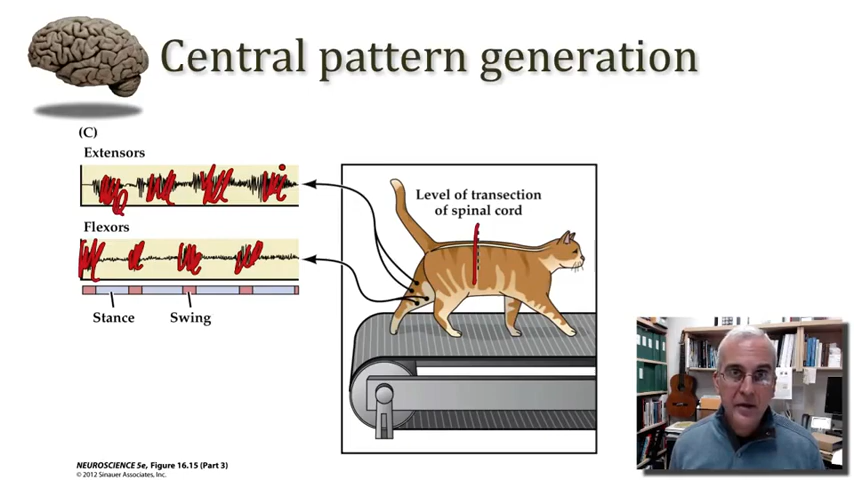 Central pattern generation
(C)
Extensors
Flexors
Stance
Swing
Level of transection
of spinal cord
NEUROSCIENCE 5e, Figure 16.15 (Part 3)
© 2012 Sinauer Associates, Inc.